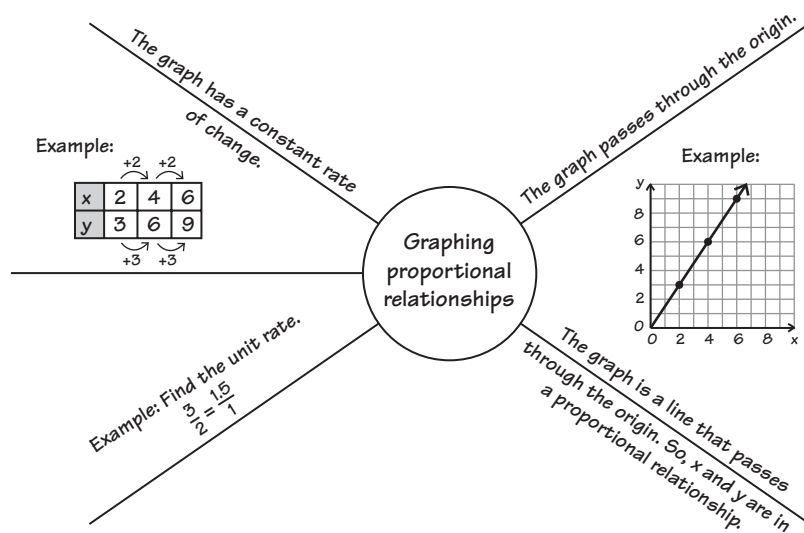 The graph has a constant rate
of change.
Example:
+2 +2
x 2 4 6
y 3 6 9
+3 +3
Example: Find the unit rate.
3/2 = 1.5/1
Graphing
proportional
relationships
The graph passes through the origin.
Example:
y
8
6
4
2
0
0 2 4 6 8 x
The graph is a line that passes
through the origin. So, x and y are in
a proportional relationship.